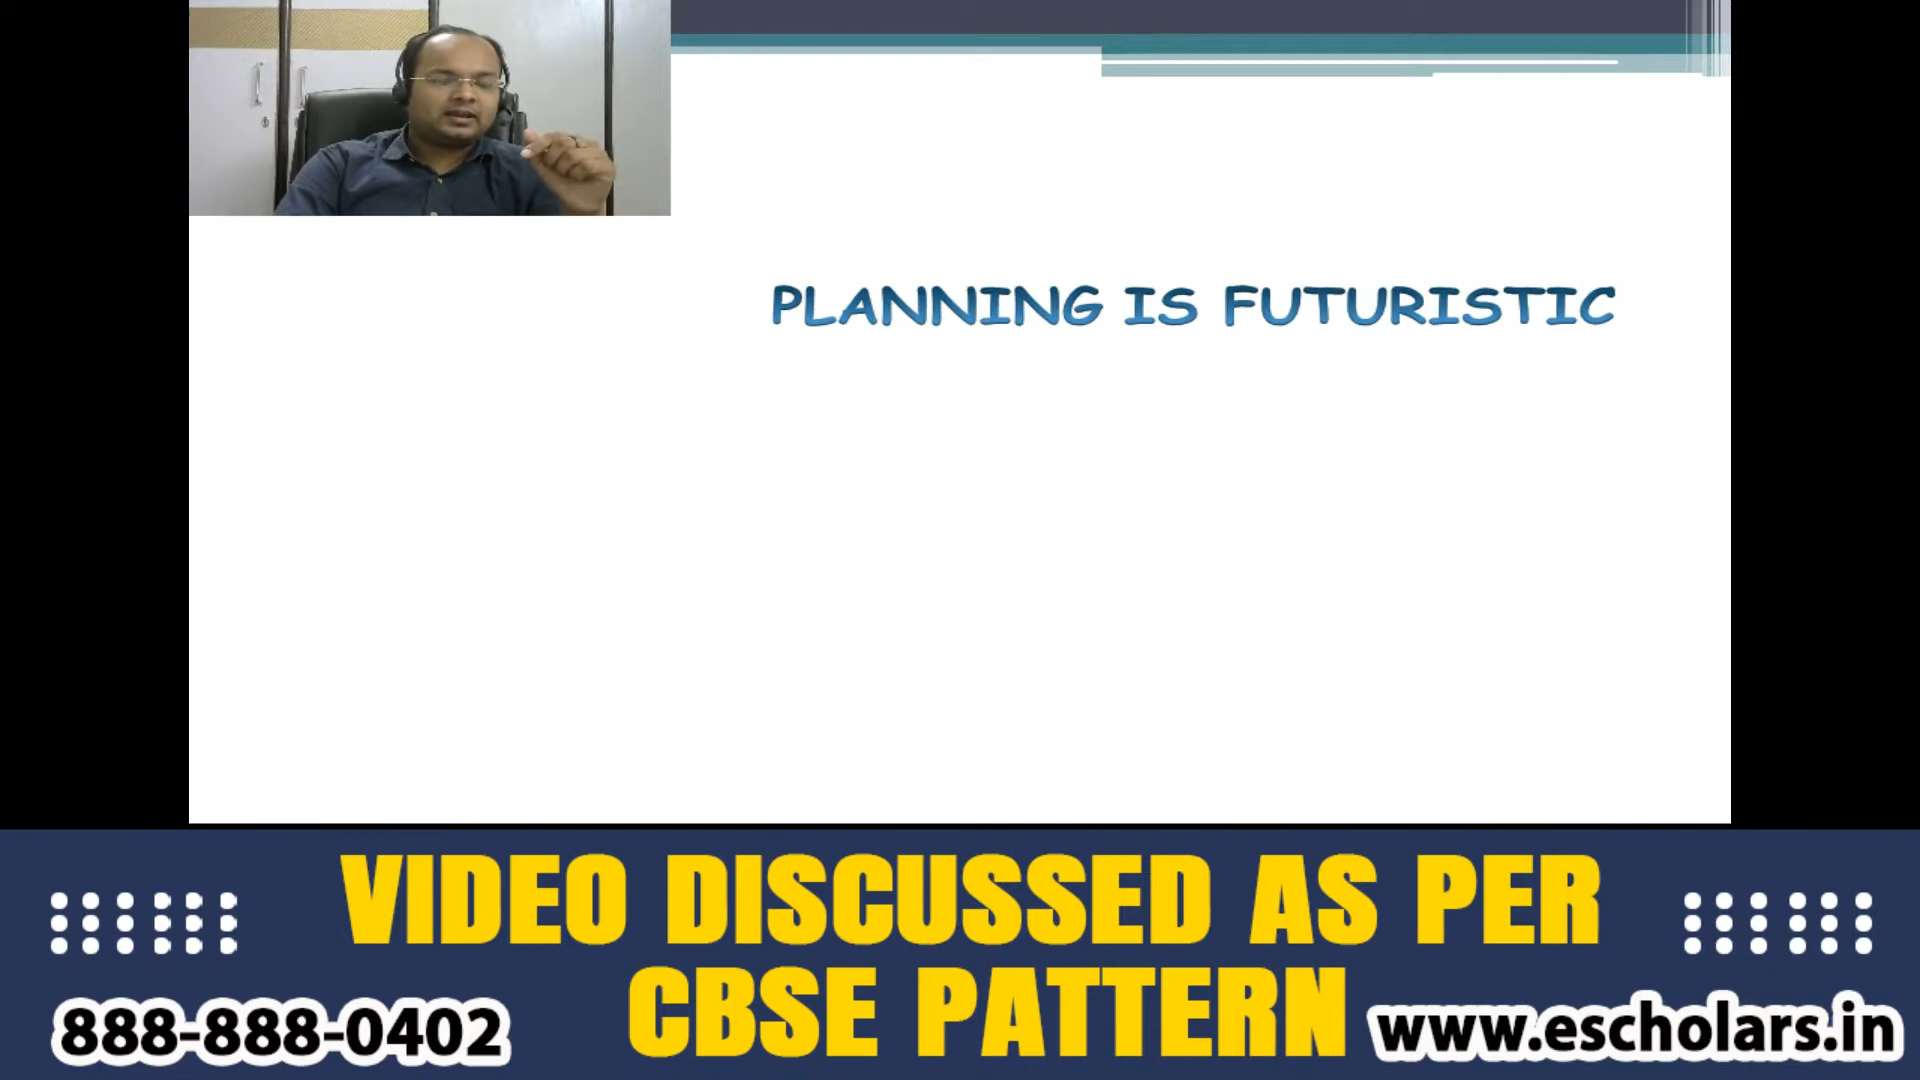 PLANNING IS FUTURISTIC
VIDEO DISCUSSED AS PER
CBSE PATTERN
888-888-0402
www.escholars.in